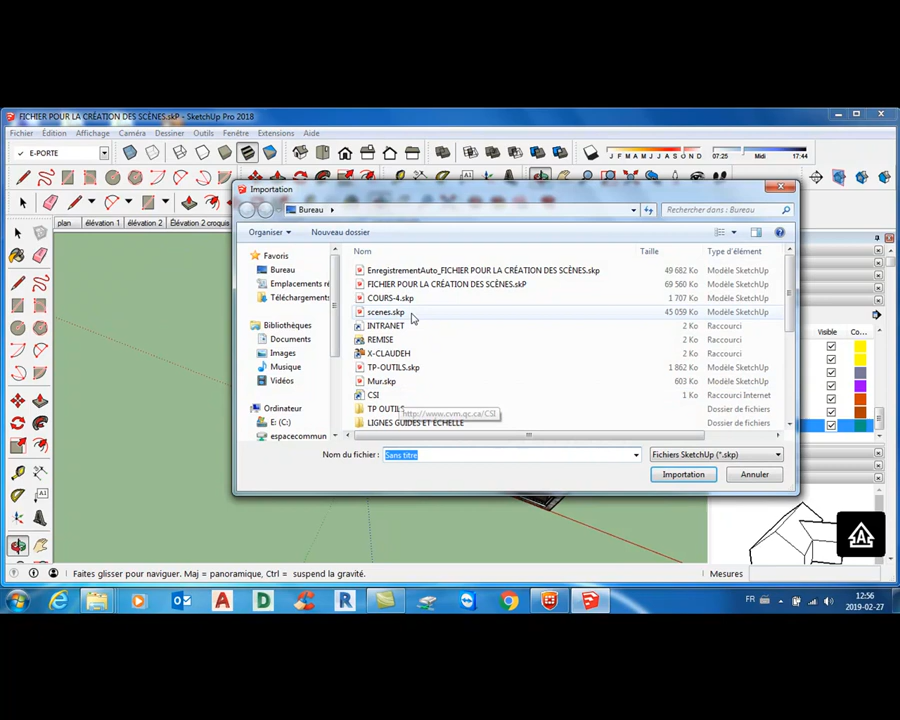 FICHIER POUR LA CRÉATION DES SCÈNES.skP - SketchUp Pro 2018
Fichier Édition Affichage Caméra Dessiner Outils Fenêtre Extensions Aide
✓ E-PORTE
J F M A M J J A S O N D 07:25 Midi 17:44
plan élévation 1 élévation 2 Élévation 2 croquis
Importation
Bureau
Rechercher dans : Bureau
Organiser Nouveau dossier
Favoris
Bureau
Emplacements ré
Téléchargements
Bibliothèques
Documents
Images
Musique
Vidéos
Ordinateur
E: (C:)
espacecommun
Nom Taille Type d'élément
EnregistrementAuto_FICHIER POUR LA CRÉATION DES SCÈNES.skp 49 682 Ko Modèle SketchUp
FICHIER POUR LA CRÉATION DES SCÈNES.skP 69 560 Ko Modèle SketchUp
COURS-4.skp 1 707 Ko Modèle SketchUp
scenes.skp 45 059 Ko Modèle SketchUp
INTRANET 2 Ko Raccourci
REMISE 2 Ko Raccourci
X-CLAUDEH 2 Ko Raccourci
TP-OUTILS.skp 1 862 Ko Modèle SketchUp
Mur.skp 603 Ko Modèle SketchUp
CSI 1 Ko Raccourci Internet
TP OUTILS Dossier de fichiers
http://www.cvm.qc.ca/CSI
LIGNES GUIDES ET ÉCHELLE Dossier de fichiers
Nom du fichier : Sans titre Fichiers SketchUp (*.skp)
Importation Annuler
Visible Co...
Faites glisser pour naviguer. Maj = panoramique, Ctrl = suspend la gravité.
Mesures
FR
12:56
2019-02-27